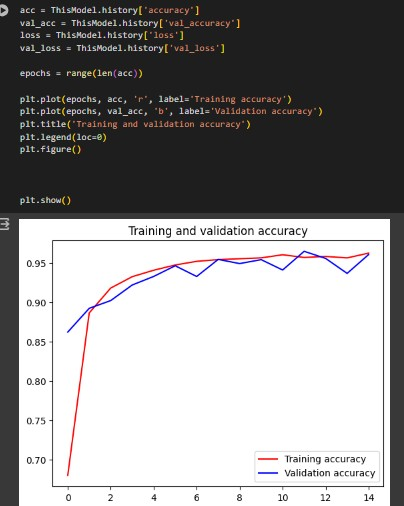 acc = ThisModel.history['accuracy']
val_acc = ThisModel.history['val_accuracy']
loss = ThisModel.history['loss']
val_loss = ThisModel.history['val_loss']
epochs = range(len(acc))
plt.plot(epochs, acc, 'r', label='Training accuracy')
plt.plot(epochs, val_acc, 'b', label='Validation accuracy')
plt.title('Training and validation accuracy')
plt.legend(loc=0)
plt.figure()
plt.show()
Training and validation accuracy
0.95
0.90
0.85
0.80
0.75
0.70
Training accuracy
Validation accuracy
0 2 4 6 8 10 12 14